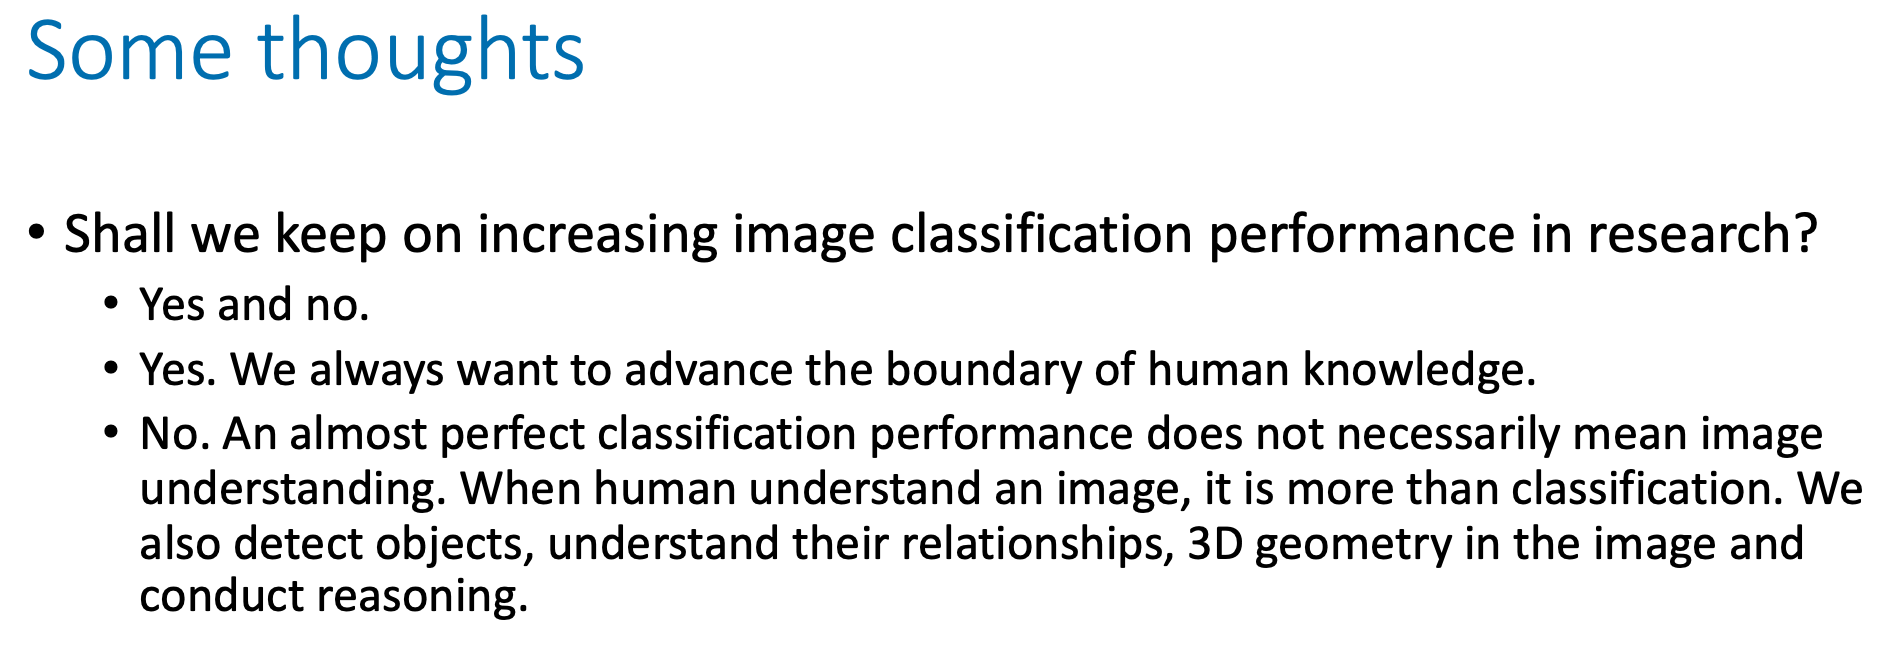 Some thoughts
• Shall we keep on increasing image classification performance in research?
• Yes and no.
• Yes. We always want to advance the boundary of human knowledge.
• No. An almost perfect classification performance does not necessarily mean image
understanding. When human understand an image, it is more than classification. We
also detect objects, understand their relationships, 3D geometry in the image and
conduct reasoning.